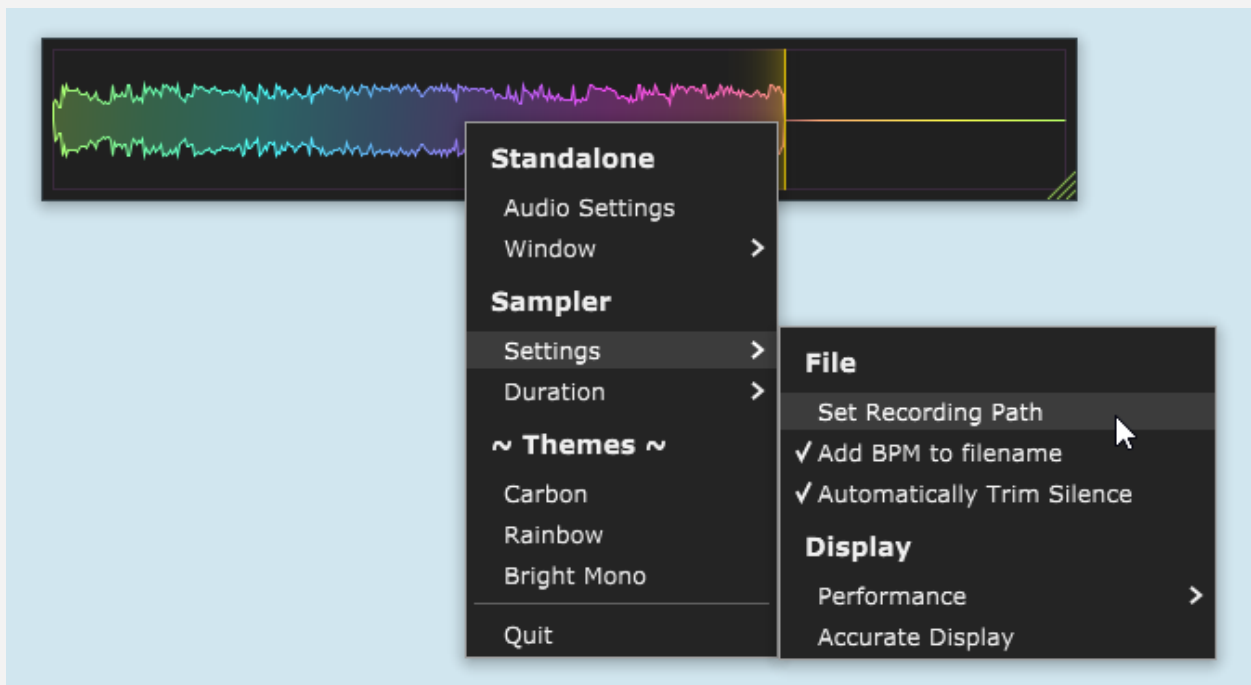 Standalone
Audio Settings
Window
Sampler
Settings
Duration
~ Themes ~
Carbon
Rainbow
Bright Mono
Quit
File
Set Recording Path
Add BPM to filename
Automatically Trim Silence
Display
Performance
Accurate Display